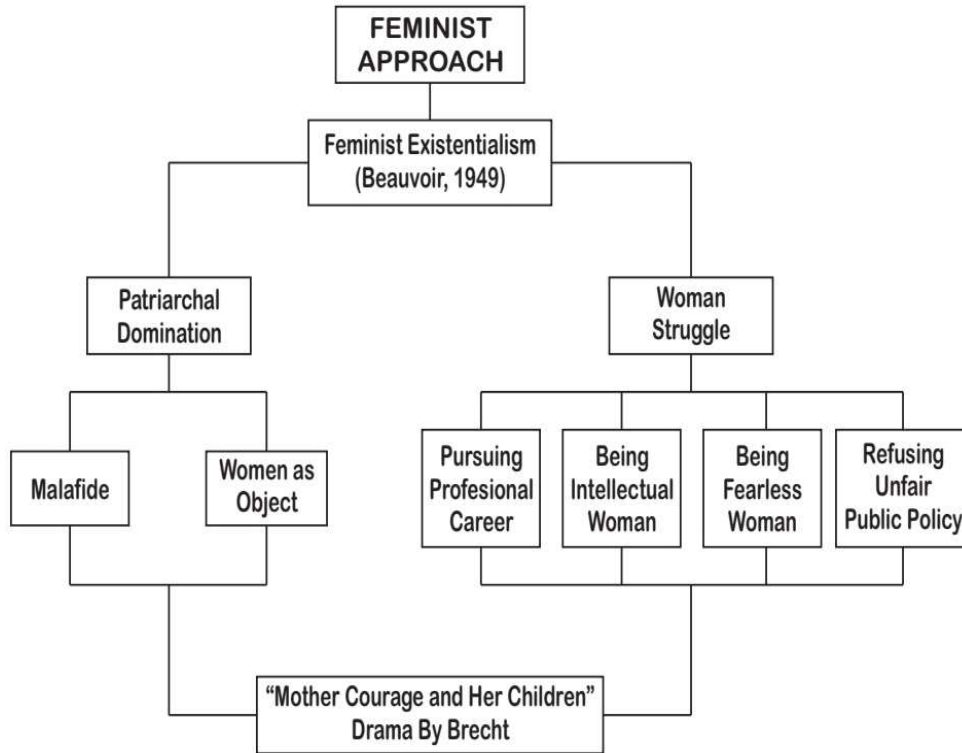 FEMINIST
APPROACH
Feminist Existentialism
(Beauvoir, 1949)
Patriarchal
Domination
Woman
Struggle
Malafide
Women as
Object
Pursuing
Profesional
Career
Being
Intellectual
Woman
Being
Fearless
Woman
Refusing
Unfair
Public Policy
“Mother Courage and Her Children”
Drama By Brecht